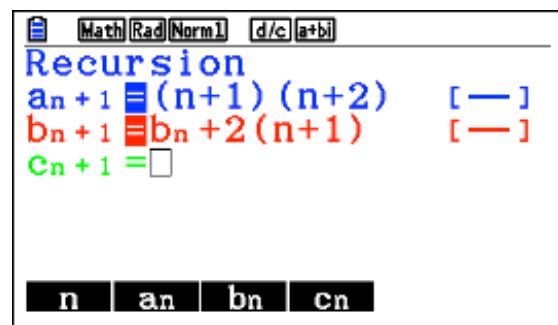 Math Rad Norm1 d/c a+bi
Recursion
an+1=(n+1)(n+2) [—]
bn+1=bn+2(n+1) [—]
cn+1=
n an bn cn